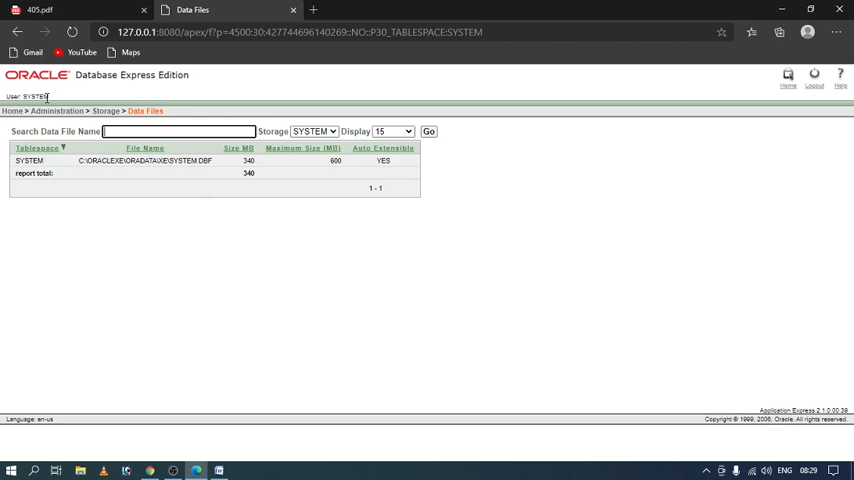 405.pdf
Data Files
127.0.0.1:8080/apex/f?p=4500:30:427744696140269::NO::P30_TABLESPACE:SYSTEM
Gmail YouTube Maps
ORACLE Database Express Edition
Home Logout Help
User: SYSTEM
Home > Administration > Storage > Data Files
Search Data File Name Storage SYSTEM Display 15 Go
Tablespace File Name Size MB Maximum Size (MB) Auto Extensible
SYSTEM C:\ORACLEXE\ORADATA\XE\SYSTEM.DBF 340 600 YES
report total: 340
1 - 1
Application Express 2.1.0.00.39
Language: en-us Copyright © 1999, 2006, Oracle. All rights reserved.
ENG 08:29